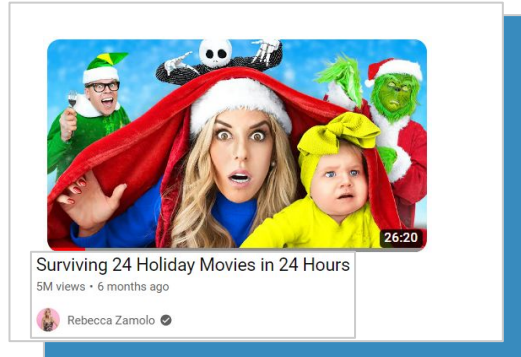 26:20
Surviving 24 Holiday Movies in 24 Hours
5M views • 6 months ago
Rebecca Zamolo